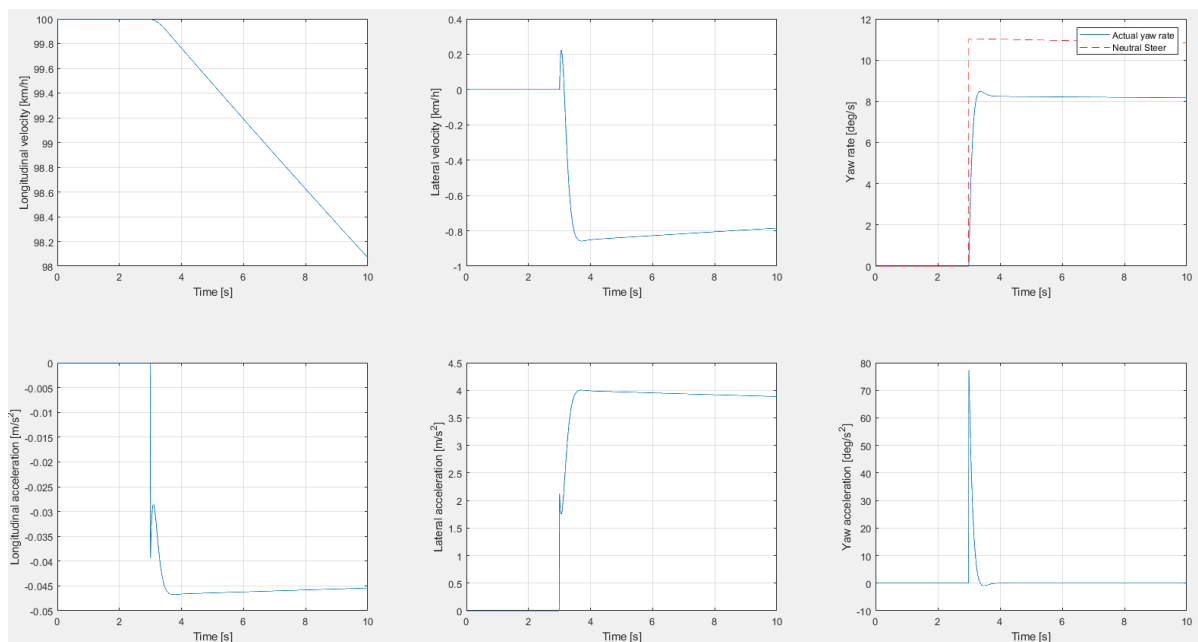 Longitudinal velocity [km/h]
100
99.8
99.6
99.4
99.2
99
98.8
98.6
98.4
98.2
98
0 2 4 6 8 10
Time [s]
Lateral velocity [km/h]
0.4
0.2
0
-0.2
-0.4
-0.6
-0.8
-1
0 2 4 6 8 10
Time [s]
Yaw rate [deg/s]
12
10
8
6
4
2
0
Actual yaw rate
Neutral Steer
0 2 4 6 8 10
Time [s]
Longitudinal acceleration [m/s²]
0
-0.005
-0.01
-0.015
-0.02
-0.025
-0.03
-0.035
-0.04
-0.045
-0.05
0 2 4 6 8 10
Time [s]
Lateral acceleration [m/s²]
4.5
4
3.5
3
2.5
2
1.5
1
0.5
0
0 2 4 6 8 10
Time [s]
Yaw acceleration [deg/s²]
80
70
60
50
40
30
20
10
0
-10
0 2 4 6 8 10
Time [s]